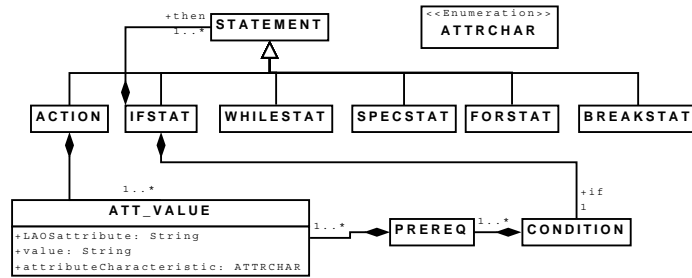 +then
1..*
STATEMENT
<<Enumeration>>
ATTRCHAR
ACTION
IFSTAT
WHILESTAT
SPECSTAT
FORSTAT
BREAKSTAT
1..*
ATT_VALUE
+LAOSattribute: String
+value: String
+attributeCharacteristic: ATTRCHAR
1..*
PREREQ
1..*
+if
1
CONDITION